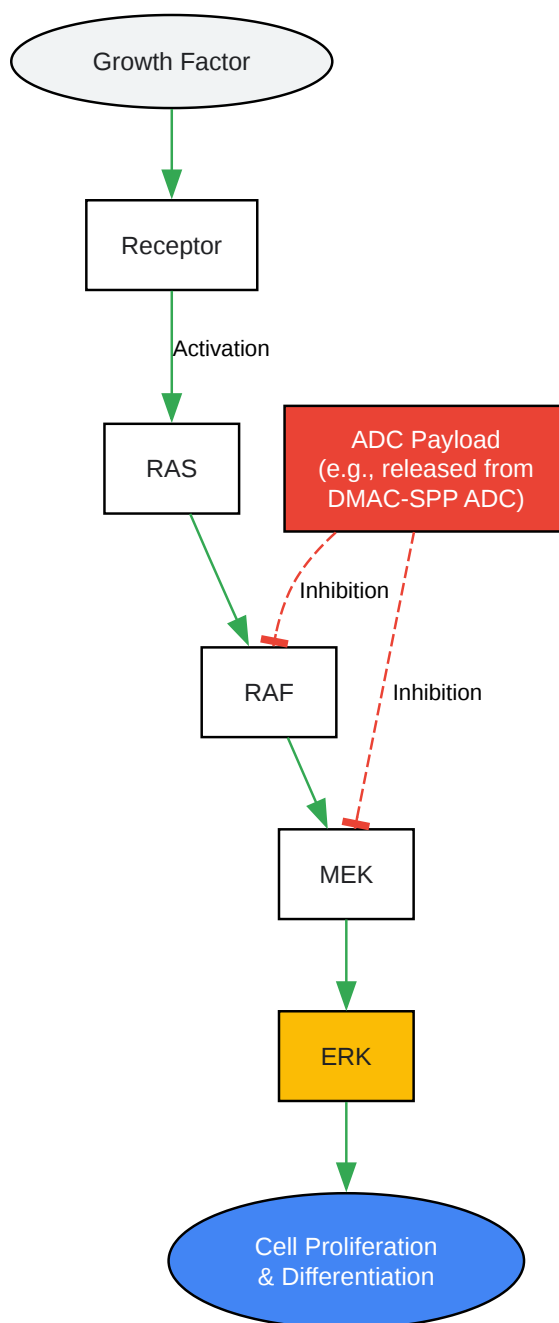 Growth Factor
Receptor
Activation
RAS
ADC Payload
(e.g., released from
DMAC-SPP ADC)
Inhibition
RAF
Inhibition
MEK
ERK
Cell Proliferation
& Differentiation